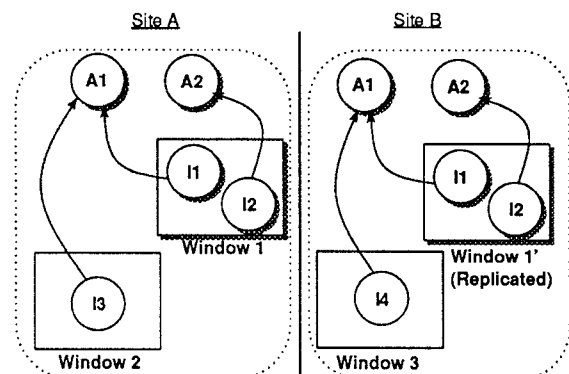 Site A
Site B
A1
A2
A1
A2
I1
I2
I1
I2
Window 1
Window 1'
(Replicated)
I3
I4
Window 2
Window 3